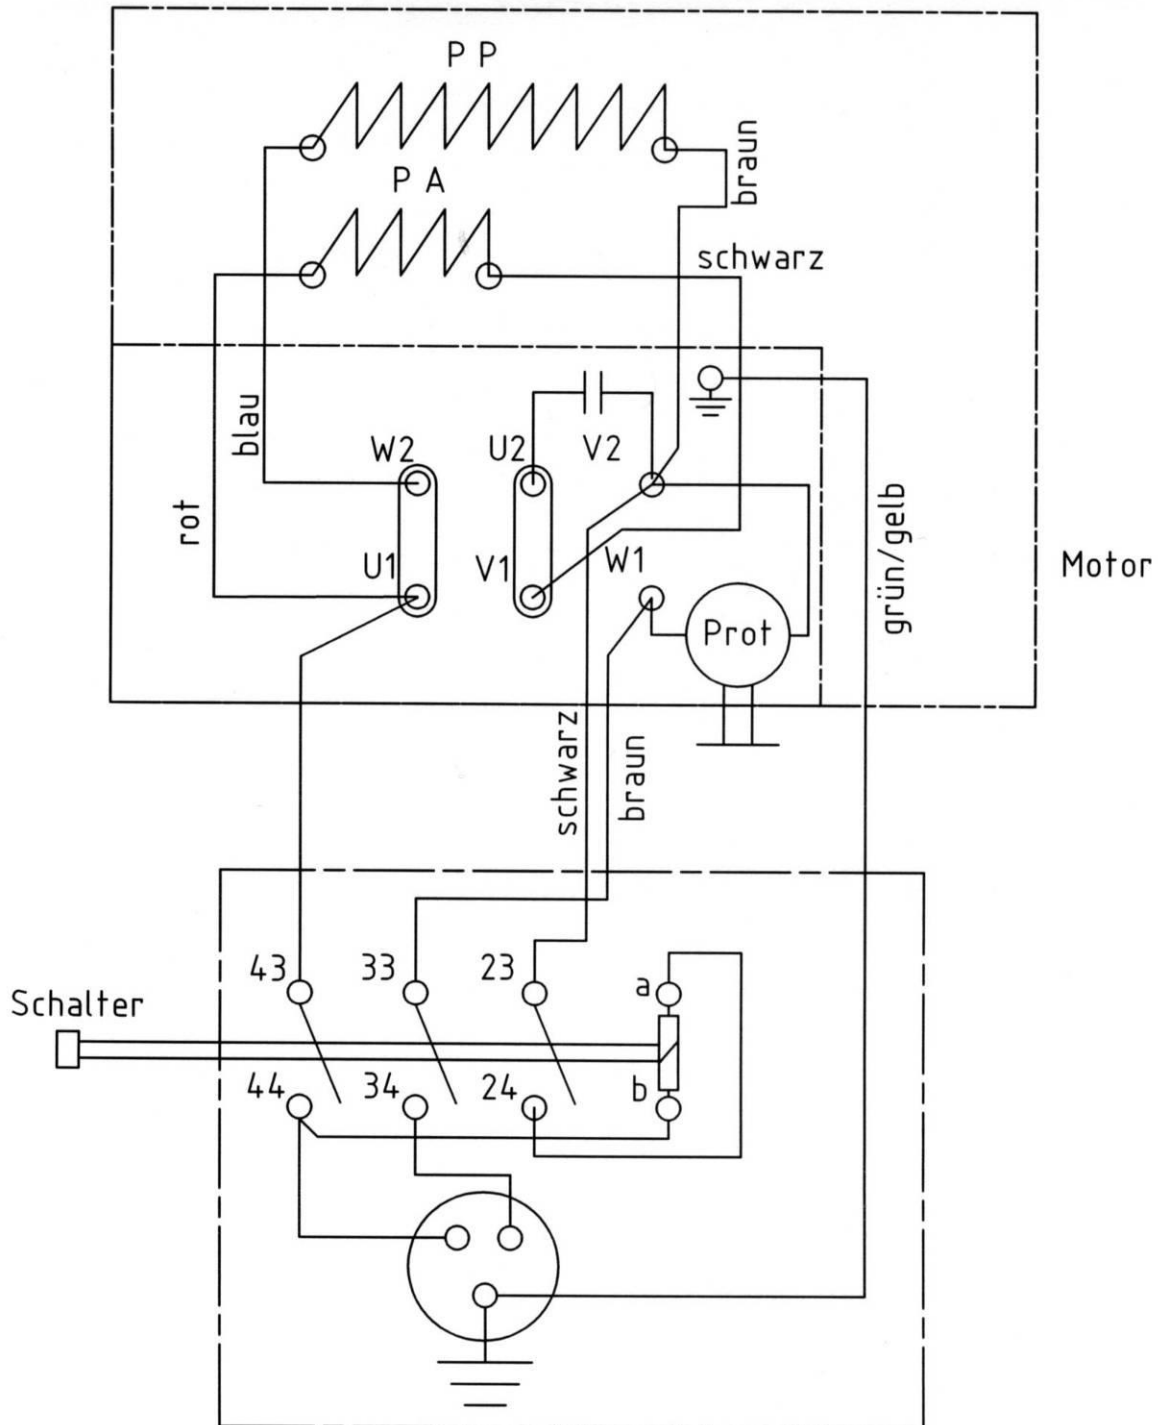 P P
braun
P A
schwarz
blau
rot
W2
U2
V2
U1
V1
W1
Prot
grün/gelb
Motor
schwarz
braun
43
33
23
a
Schalter
44
34
24
b